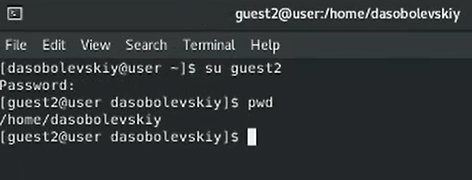 guest2@user:/home/dasobolevskiy
File Edit View Search Terminal Help
[dasobolevskiy@user ~]$ su guest2
Password:
[guest2@user dasobolevskiy]$ pwd
/home/dasobolevskiy
[guest2@user dasobolevskiy]$